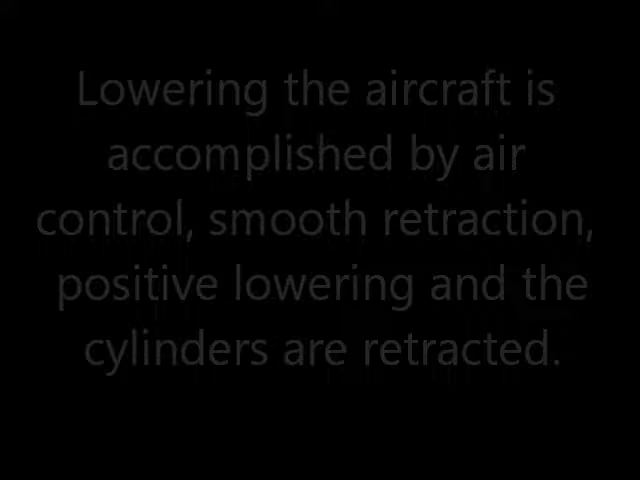 Lowering the aircraft is
accomplished by air
control, smooth retraction,
positive lowering and the
cylinders are retracted.